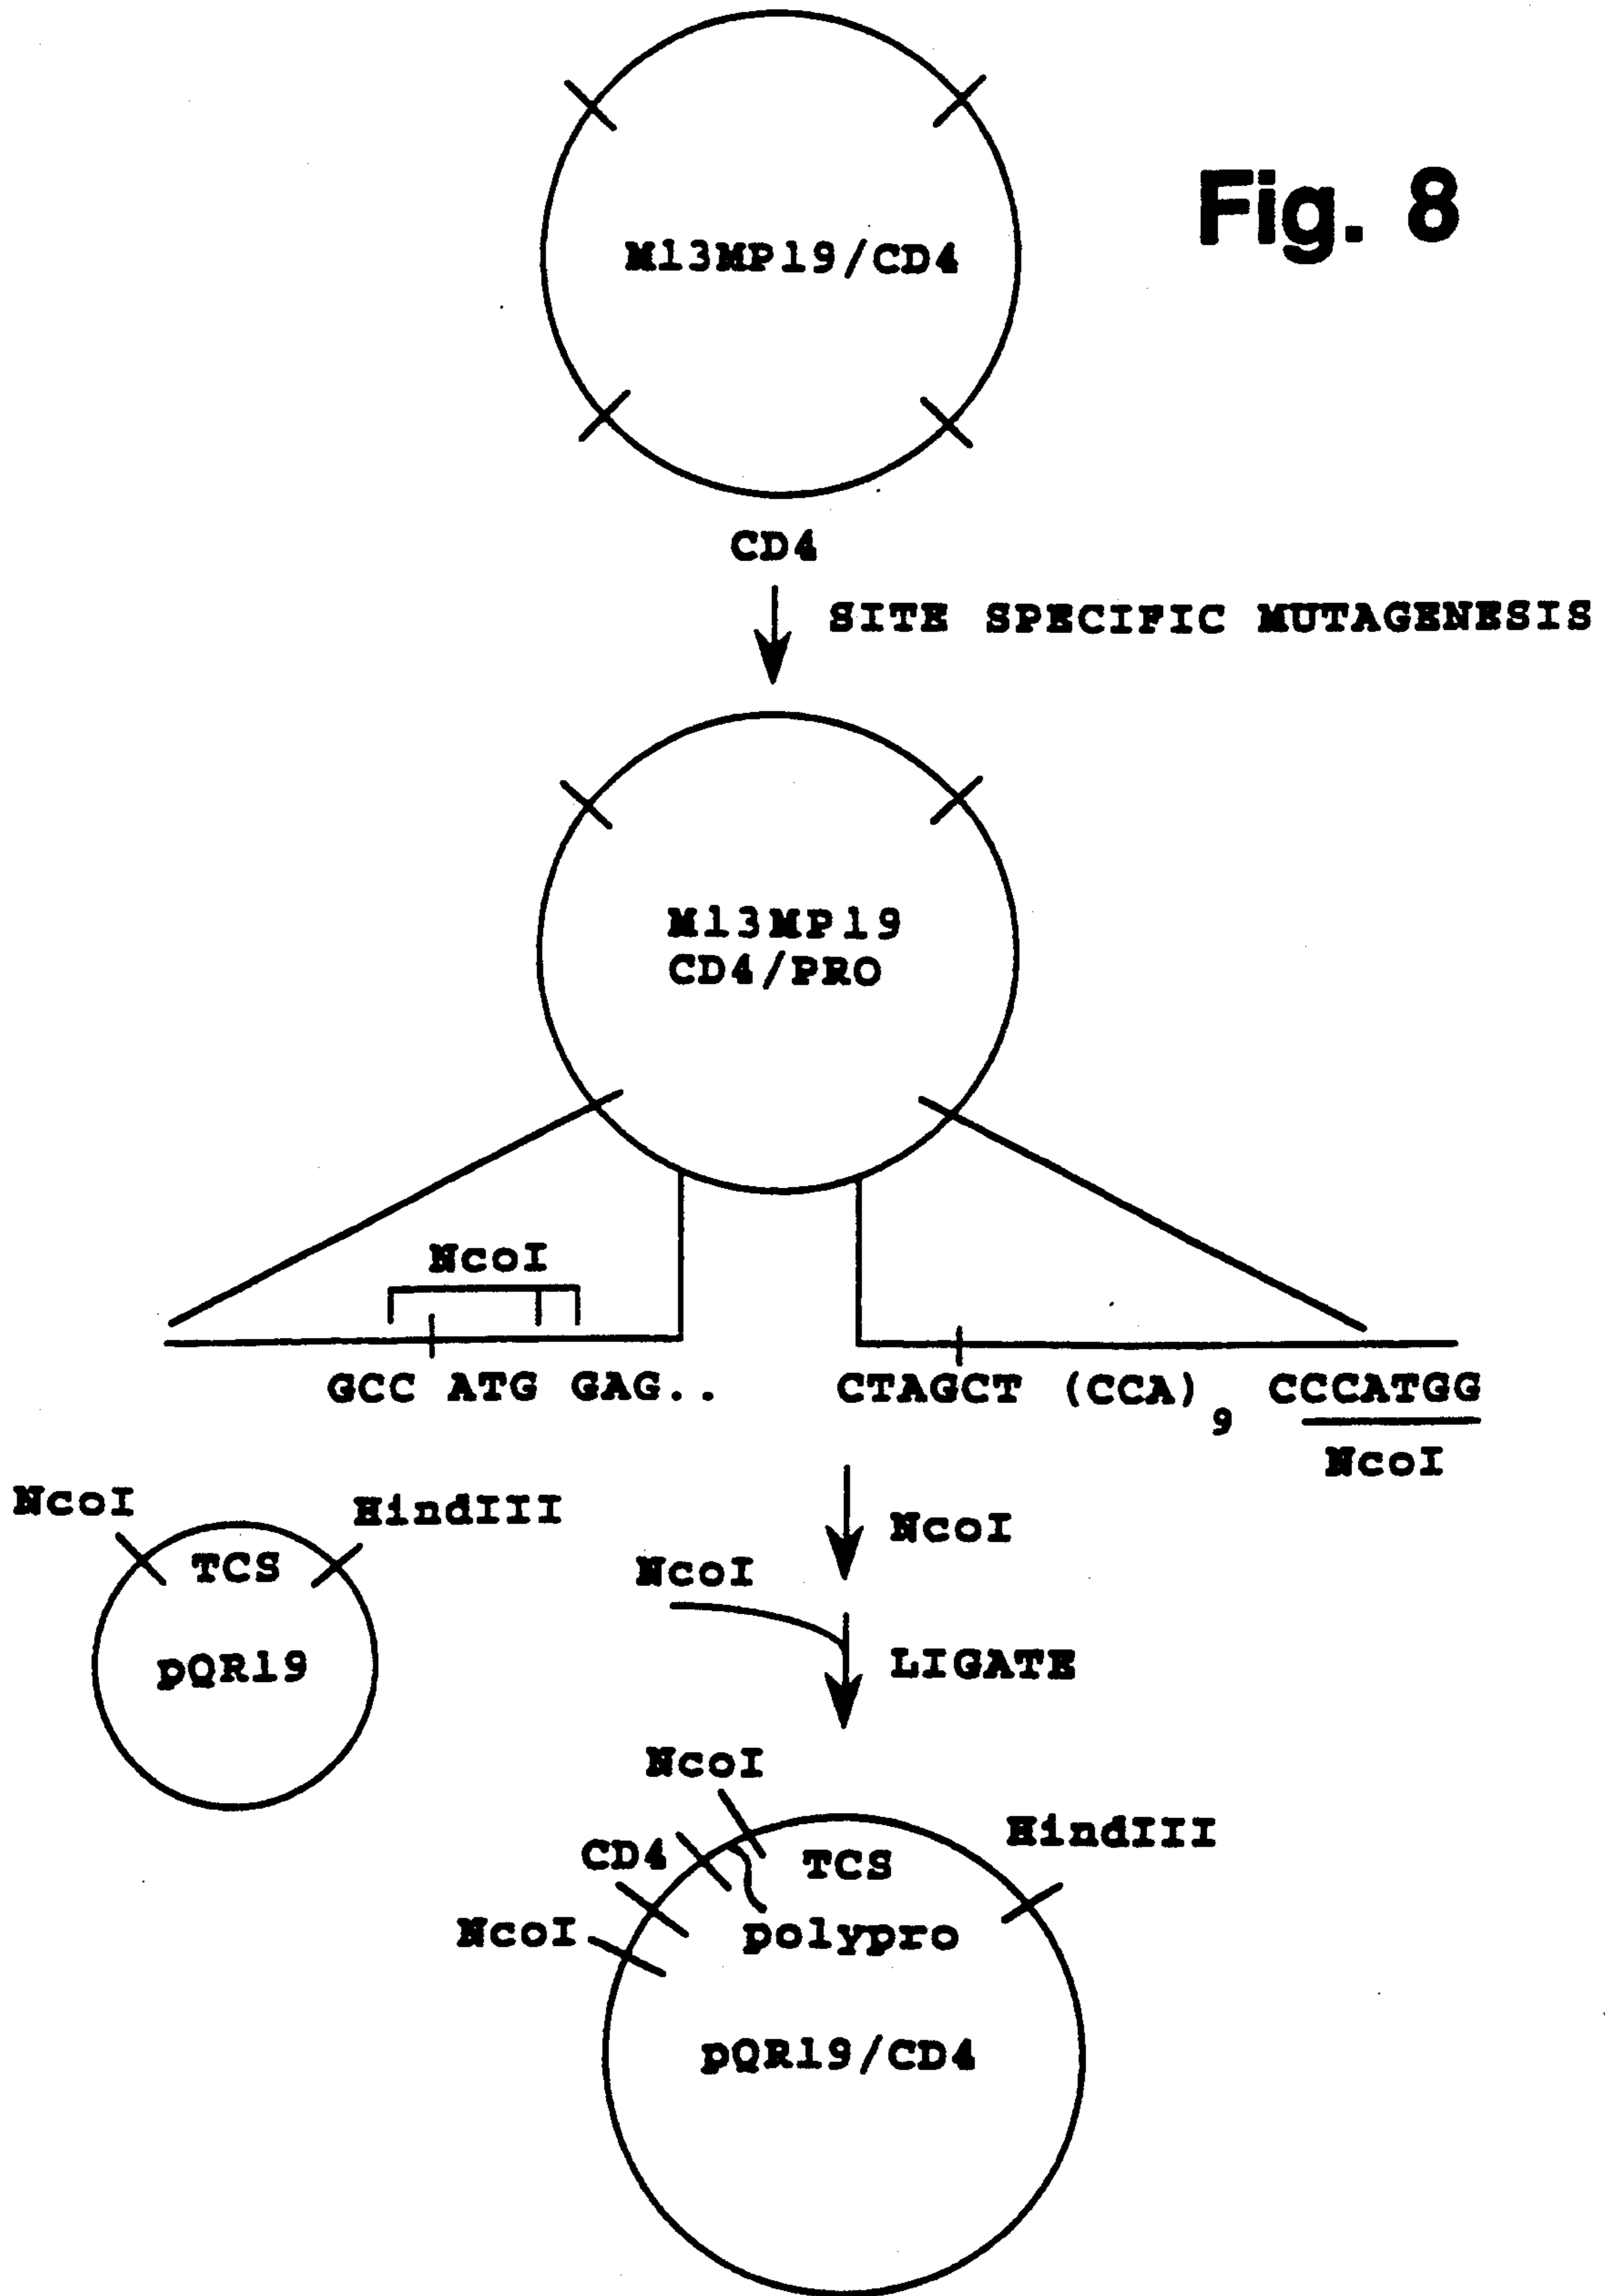 Fig. 8
M13MP19/CD4
CD4
SITE SPECIFIC MUTAGENESIS
M13MP19
CD4/PRO
NcoI
GCC ATG GAG..
CTAGCT (CCA)9 CCCATGG
NcoI
NcoI
HindIII
TCS
pQR19
NcoI
NcoI
LIGATE
NcoI
HindIII
CD4
TCS
NcoI
polypro
pQR19/CD4